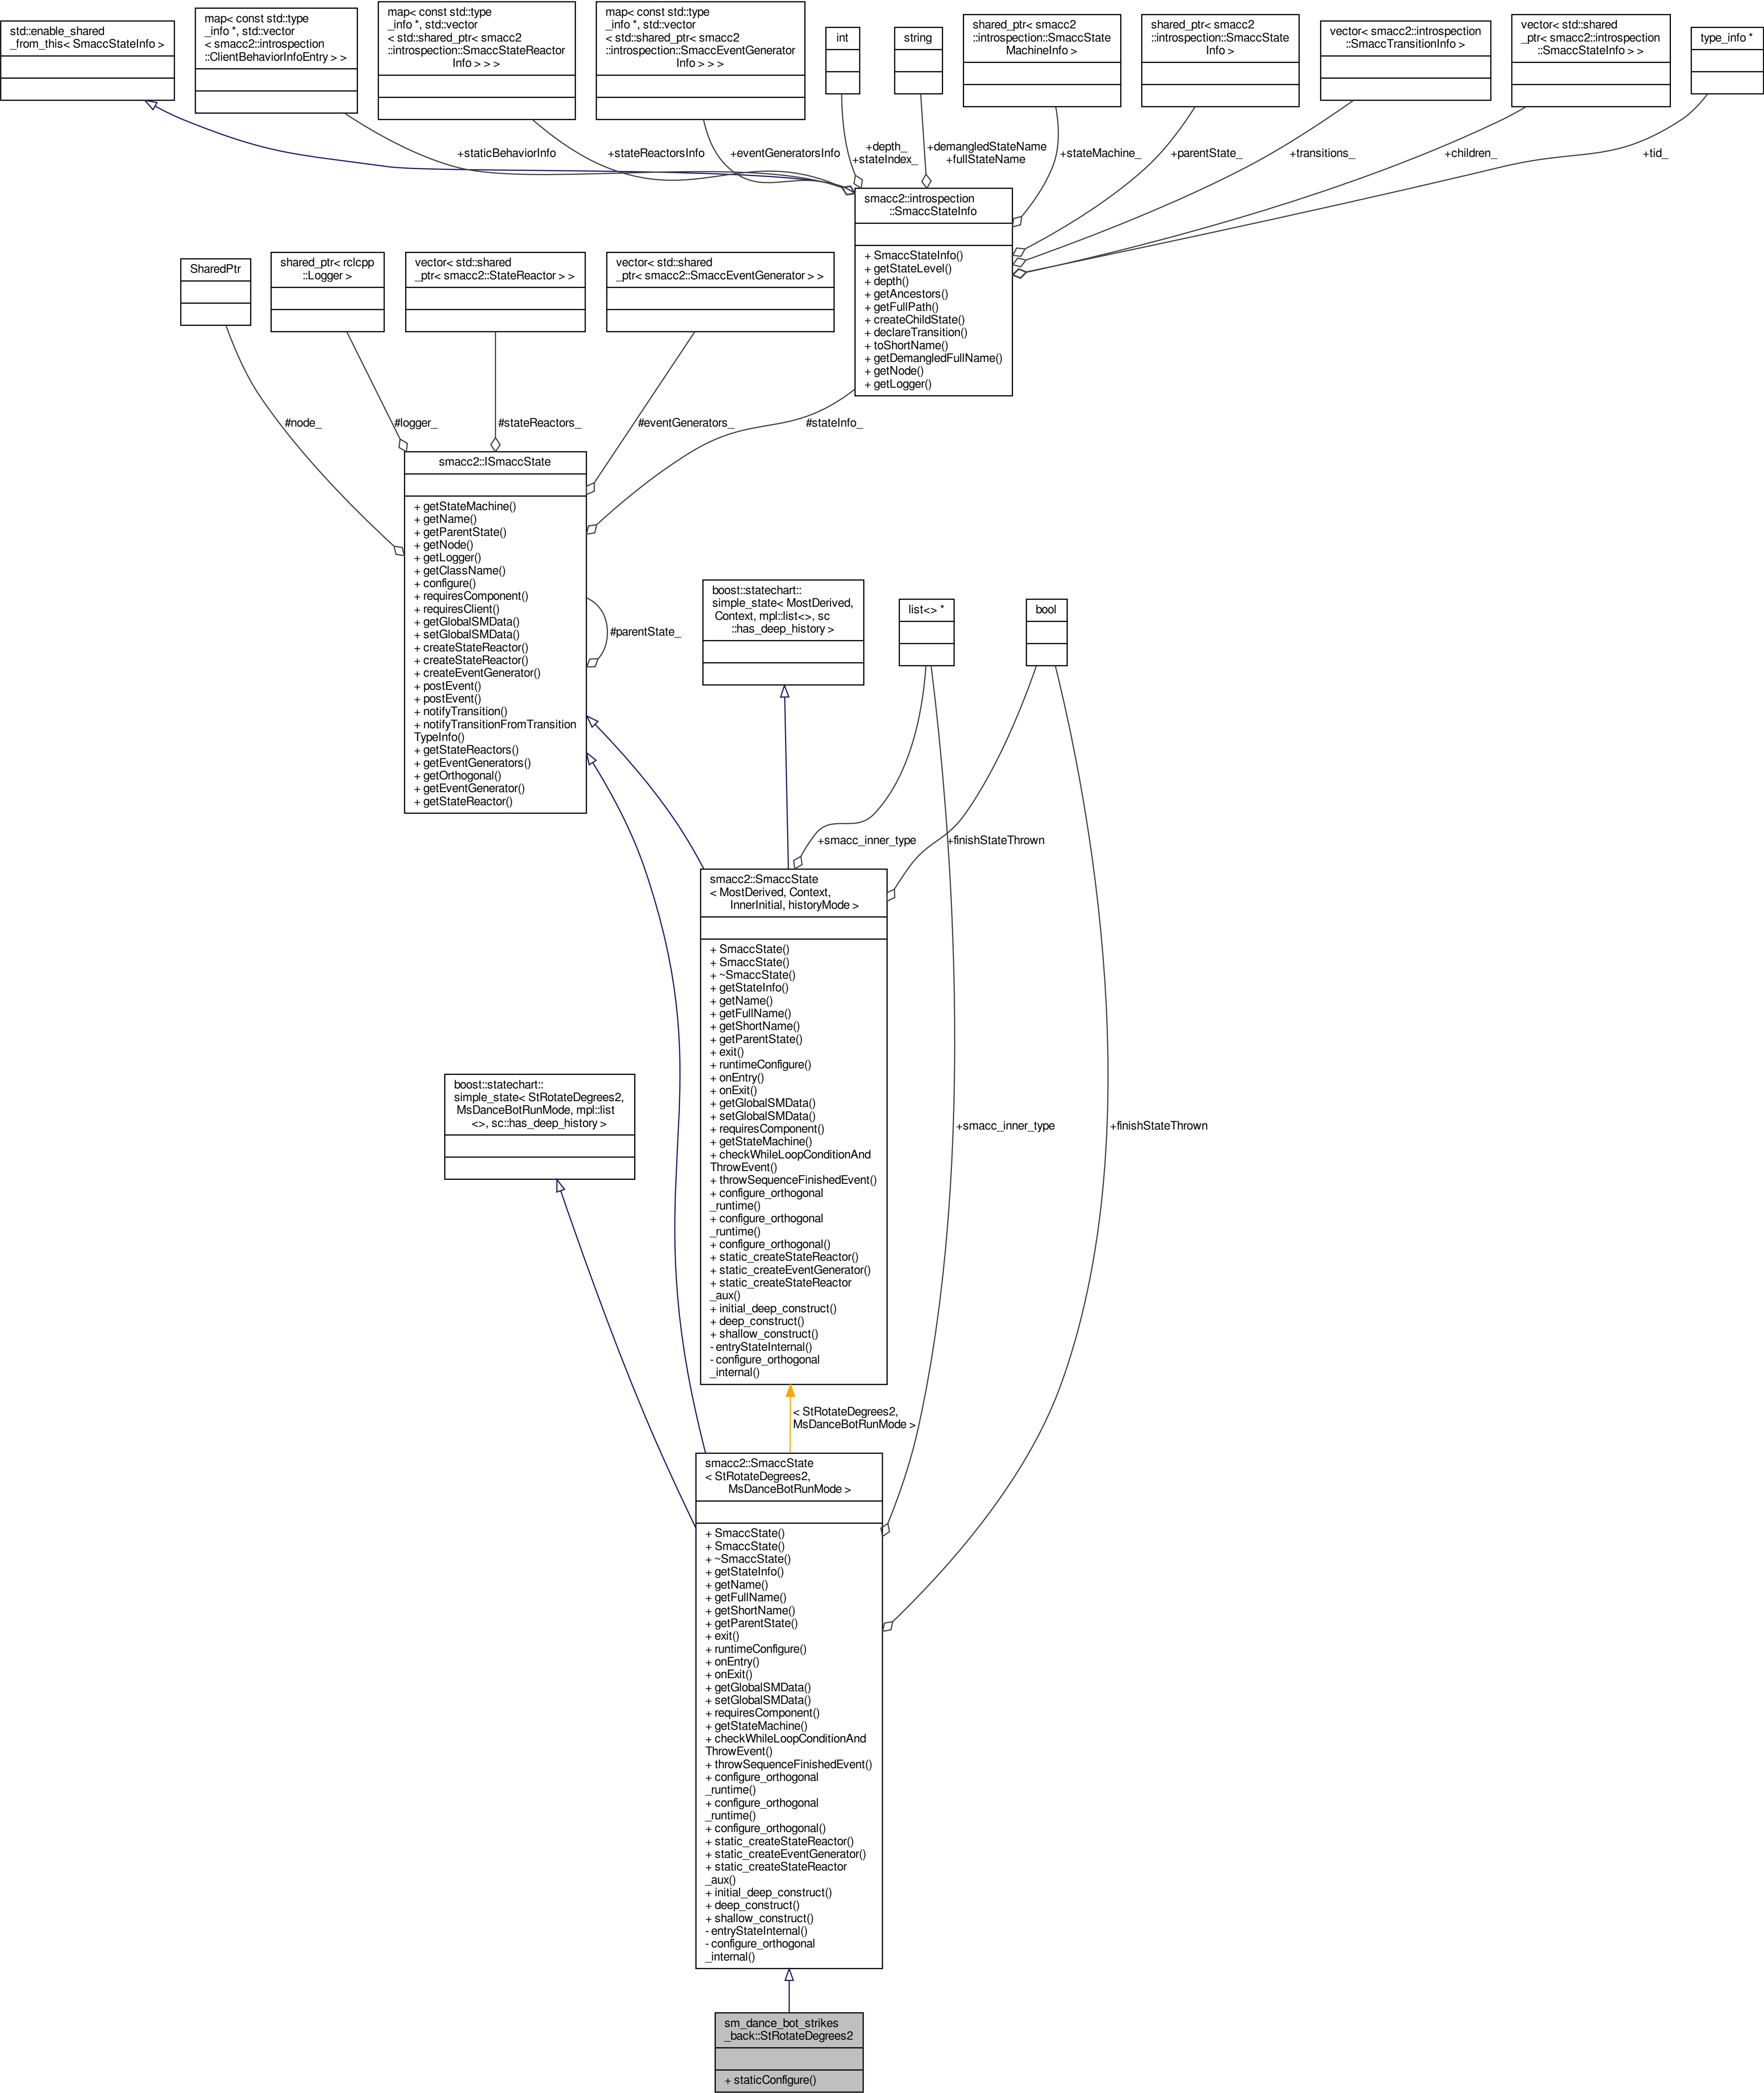 std::enable_shared
_from_this< SmaccStateInfo >
map< const std::type
_info *, std::vector
< smacc2::introspection
::ClientBehaviorInfoEntry > >
map< const std::type
_info *, std::vector
< std::shared_ptr< smacc2
::introspection::SmaccStateReactor
Info > > >
map< const std::type
_info *, std::vector
< std::shared_ptr< smacc2
::introspection::SmaccEventGenerator
Info > > >
int
string
shared_ptr< smacc2
::introspection::SmaccState
MachineInfo >
shared_ptr< smacc2
::introspection::SmaccState
Info >
vector< smacc2::introspection
::SmaccTransitionInfo >
vector< std::shared
_ptr< smacc2::introspection
::SmaccStateInfo > >
type_info *
+staticBehaviorInfo
+stateReactorsInfo
+eventGeneratorsInfo
+depth_
+stateIndex_
+demangledStateName
+fullStateName
+stateMachine_
+parentState_
+transitions_
+children_
+tid_
smacc2::introspection
::SmaccStateInfo
+ SmaccStateInfo()
+ getStateLevel()
+ depth()
+ getAncestors()
+ getFullPath()
+ createChildState()
+ declareTransition()
+ toShortName()
+ getDemangledFullName()
+ getNode()
+ getLogger()
SharedPtr
shared_ptr< rclcpp
::Logger >
vector< std::shared
_ptr< smacc2::StateReactor > >
vector< std::shared
_ptr< smacc2::SmaccEventGenerator > >
#node_
#logger_
#stateReactors_
#eventGenerators_
#stateInfo_
smacc2::ISmaccState
+ getStateMachine()
+ getName()
+ getParentState()
+ getNode()
+ getLogger()
+ getClassName()
+ configure()
+ requiresComponent()
+ requiresClient()
+ getGlobalSMData()
+ setGlobalSMData()
+ createStateReactor()
+ createStateReactor()
+ createEventGenerator()
+ postEvent()
+ postEvent()
+ notifyTransition()
+ notifyTransitionFromTransition
TypeInfo()
+ getStateReactors()
+ getEventGenerators()
+ getOrthogonal()
+ getEventGenerator()
+ getStateReactor()
#parentState_
boost::statechart::
simple_state< MostDerived,
Context, mpl::list<>, sc
::has_deep_history >
list<> *
bool
+smacc_inner_type
+finishStateThrown
smacc2::SmaccState
< MostDerived, Context,
InnerInitial, historyMode >
+ SmaccState()
+ SmaccState()
+ ~SmaccState()
+ getStateInfo()
+ getName()
+ getFullName()
+ getShortName()
+ getParentState()
+ exit()
+ runtimeConfigure()
+ onEntry()
+ onExit()
+ getGlobalSMData()
+ setGlobalSMData()
+ requiresComponent()
+ getStateMachine()
+ checkWhileLoopConditionAnd
ThrowEvent()
+ throwSequenceFinishedEvent()
+ configure_orthogonal
_runtime()
+ configure_orthogonal
_runtime()
+ configure_orthogonal()
+ static_createStateReactor()
+ static_createEventGenerator()
+ static_createStateReactor
_aux()
+ initial_deep_construct()
+ deep_construct()
+ shallow_construct()
- entryStateInternal()
- configure_orthogonal
_internal()
boost::statechart::
simple_state< StRotateDegrees2,
MsDanceBotRunMode, mpl::list
<>, sc::has_deep_history >
+smacc_inner_type
+finishStateThrown
< StRotateDegrees2,
MsDanceBotRunMode >
smacc2::SmaccState
< StRotateDegrees2,
MsDanceBotRunMode >
+ SmaccState()
+ SmaccState()
+ ~SmaccState()
+ getStateInfo()
+ getName()
+ getFullName()
+ getShortName()
+ getParentState()
+ exit()
+ runtimeConfigure()
+ onEntry()
+ onExit()
+ getGlobalSMData()
+ setGlobalSMData()
+ requiresComponent()
+ getStateMachine()
+ checkWhileLoopConditionAnd
ThrowEvent()
+ throwSequenceFinishedEvent()
+ configure_orthogonal
_runtime()
+ configure_orthogonal
_runtime()
+ configure_orthogonal()
+ static_createStateReactor()
+ static_createEventGenerator()
+ static_createStateReactor
_aux()
+ initial_deep_construct()
+ deep_construct()
+ shallow_construct()
- entryStateInternal()
- configure_orthogonal
_internal()
sm_dance_bot_strikes
_back::StRotateDegrees2
+ staticConfigure()